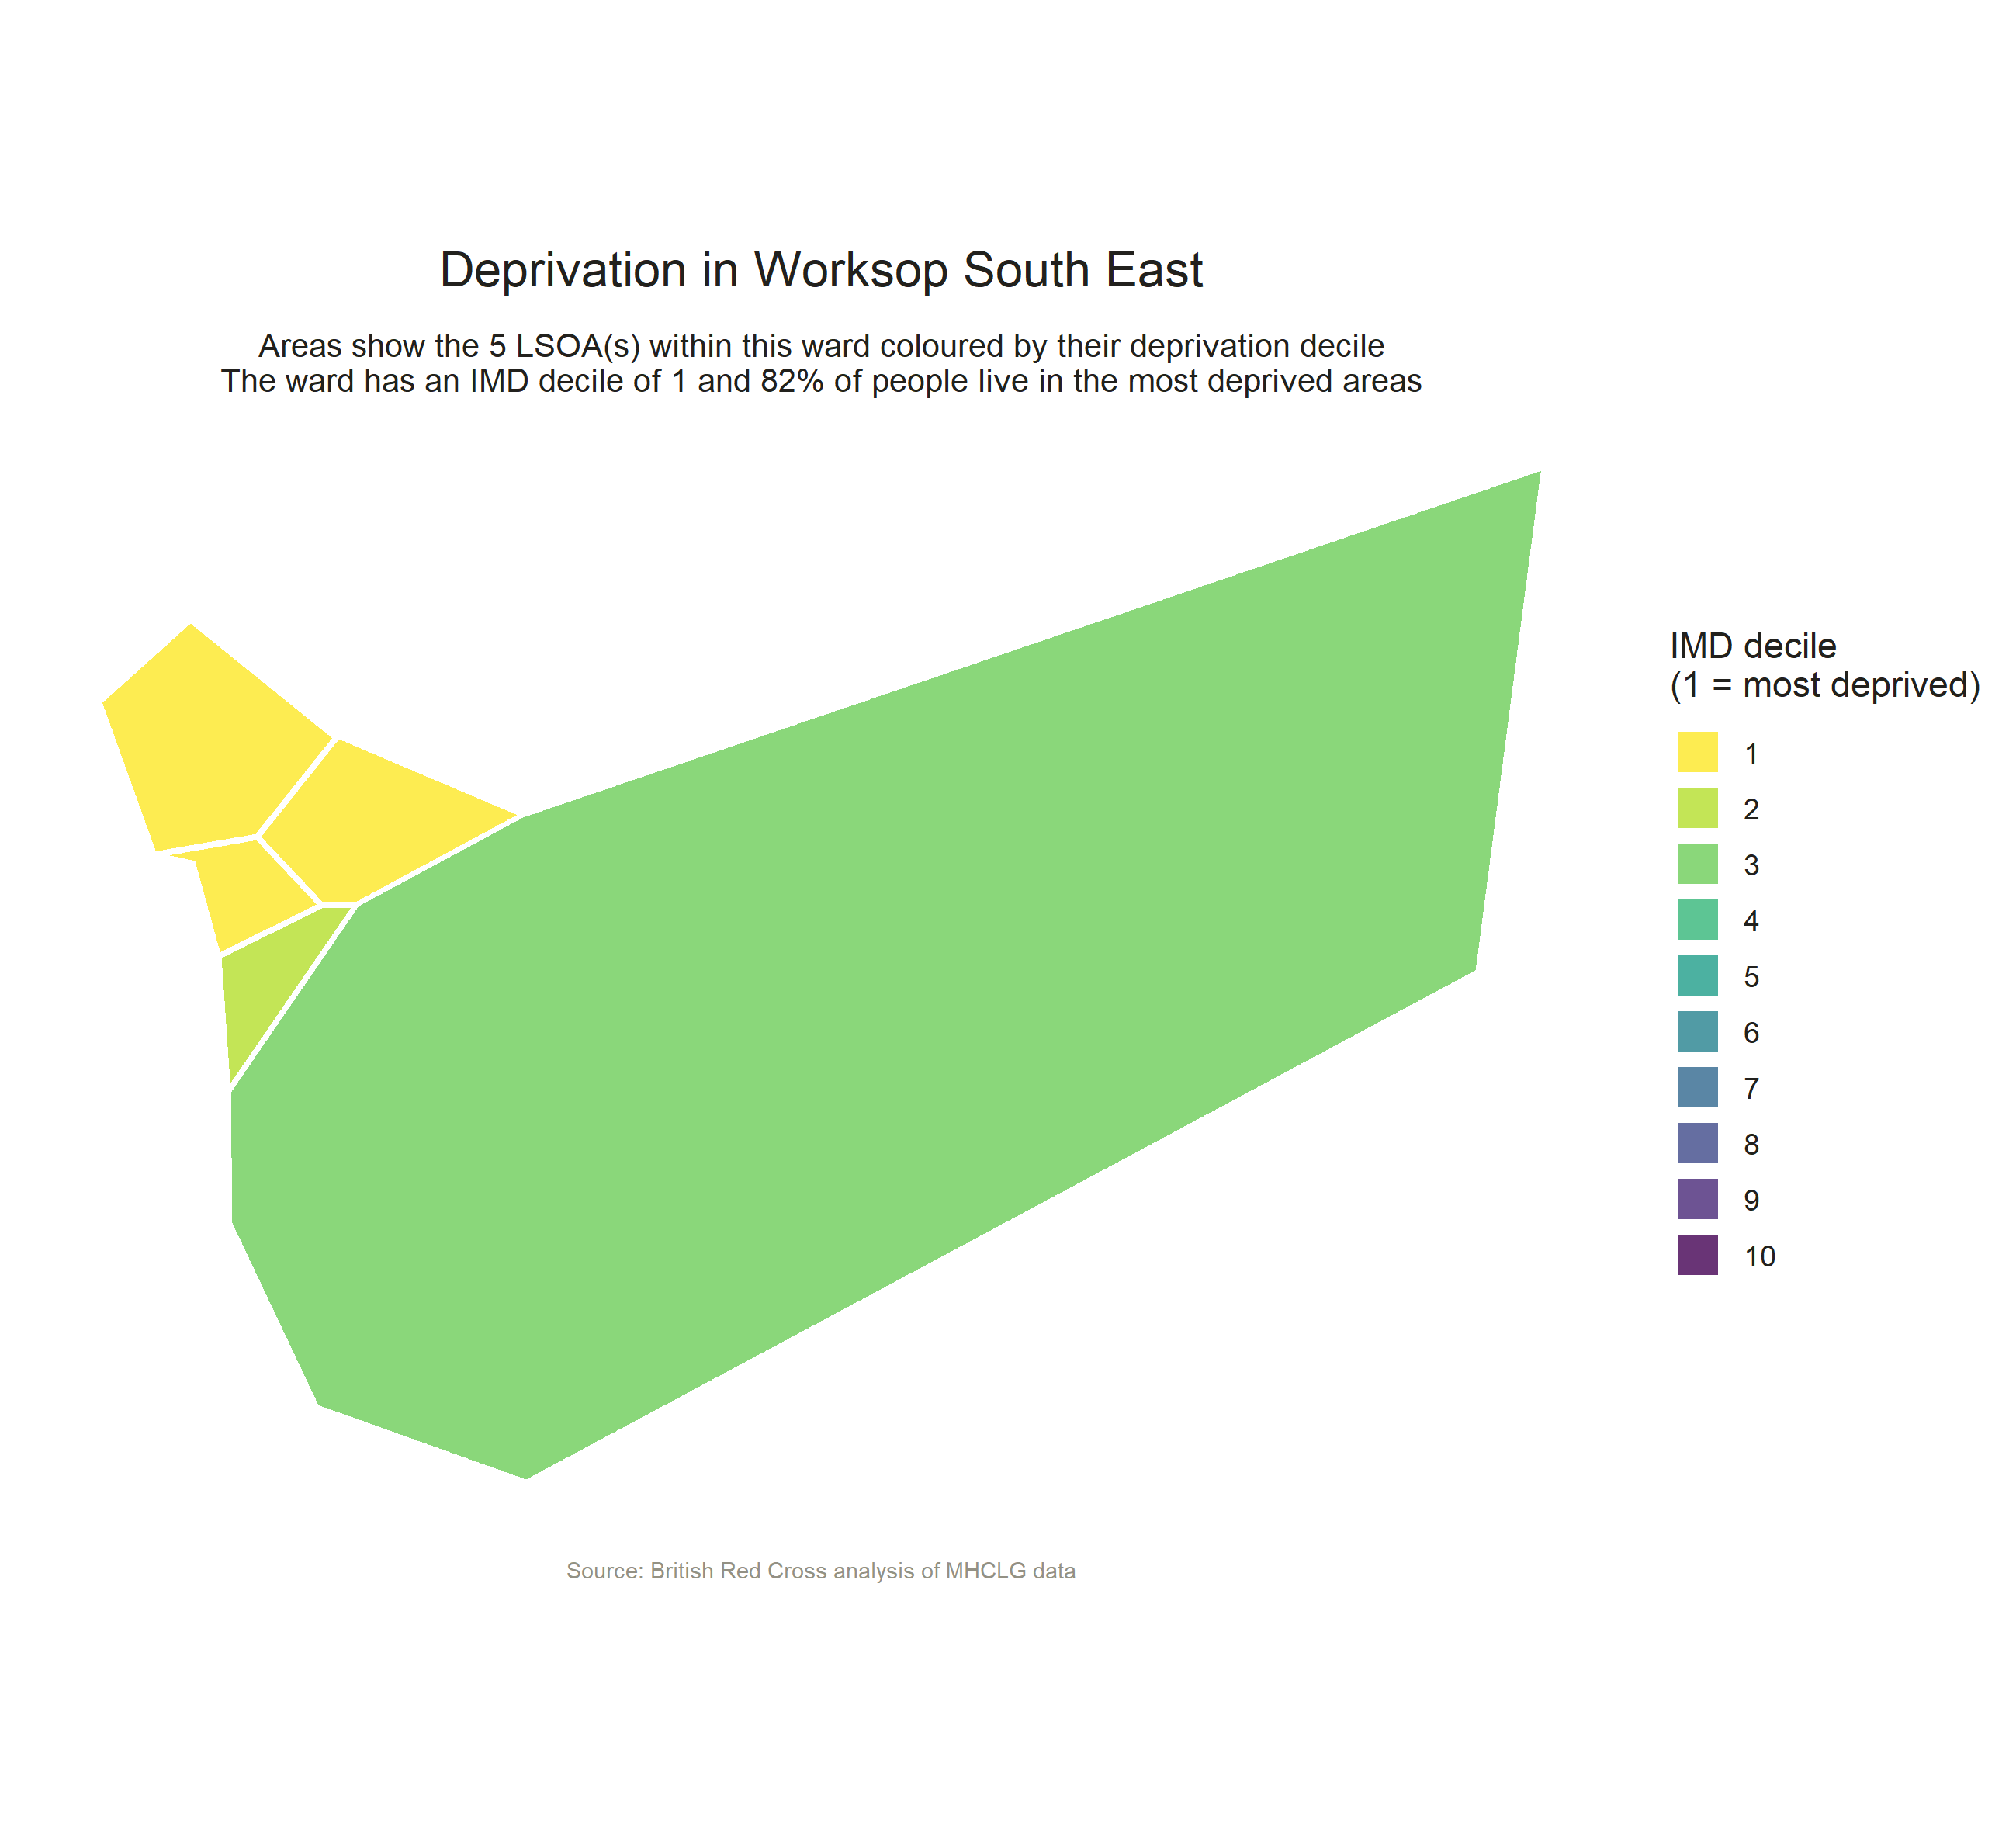 Deprivation in Worksop South East
Areas show the 5 LSOA(s) within this ward coloured by their deprivation decile
The ward has an IMD decile of 1 and 82% of people live in the most deprived areas
IMD decile
(1 = most deprived)
1
2
3
4
5
6
7
8
9
10
Source: British Red Cross analysis of MHCLG data